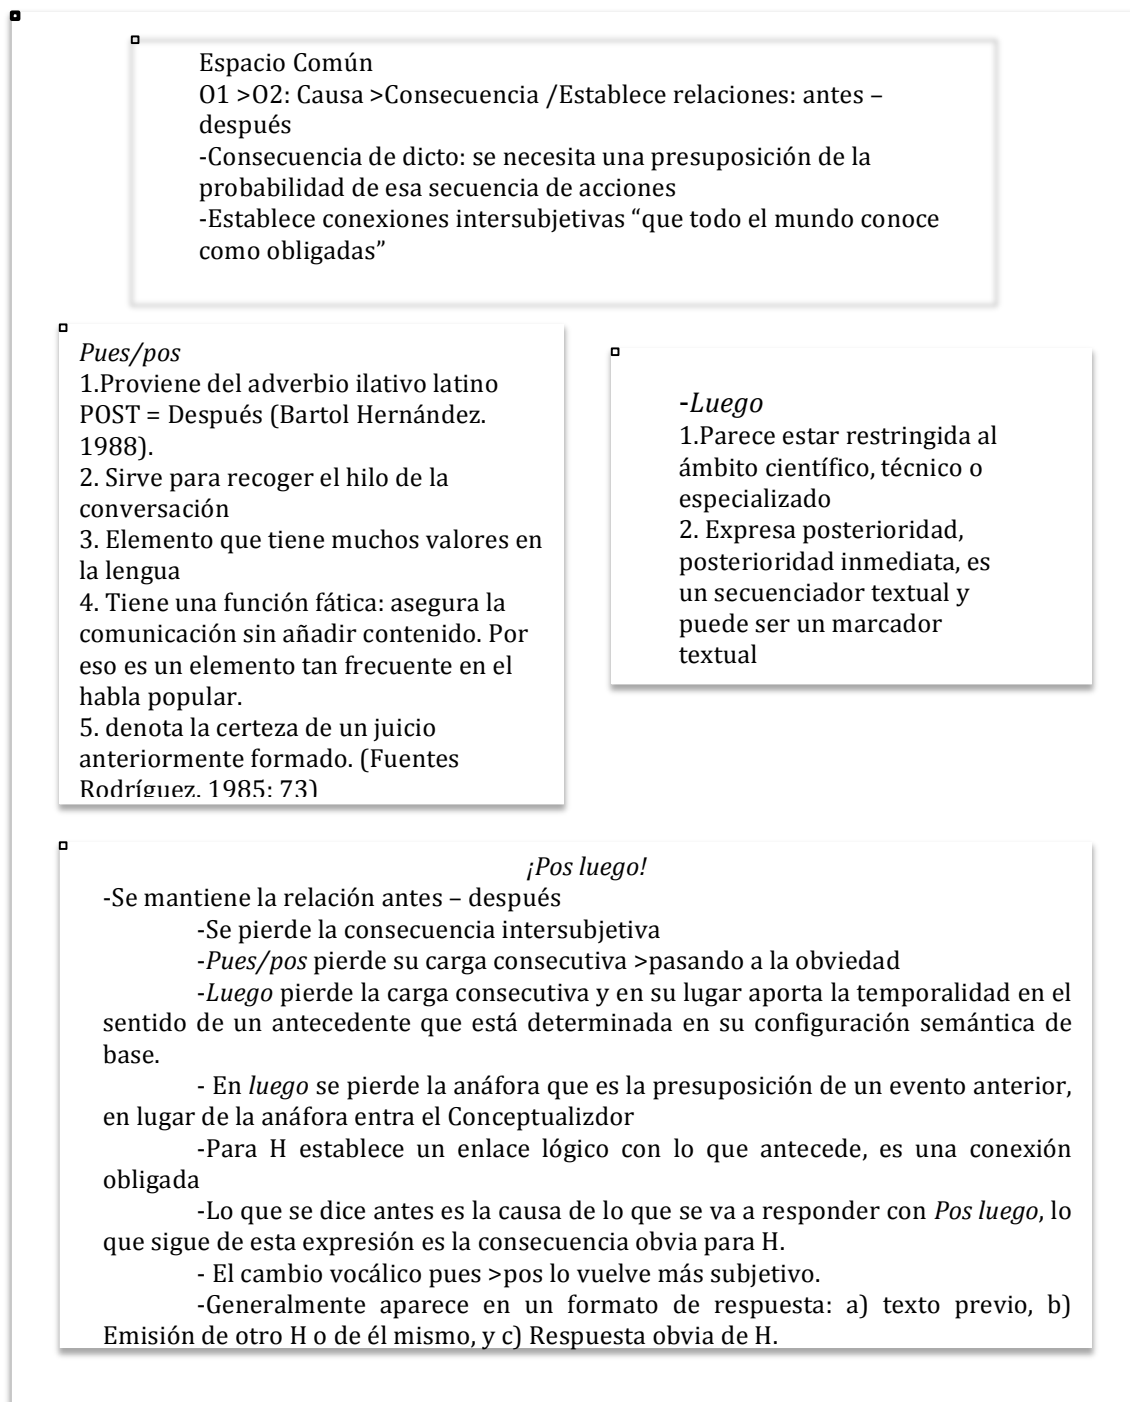 Espacio Común
O1 >O2: Causa >Consecuencia /Establece relaciones: antes –
después
-Consecuencia de dicto: se necesita una presuposición de la
probabilidad de esa secuencia de acciones
-Establece conexiones intersubjetivas “que todo el mundo conoce
como obligadas”
Pues/pos
1.Proviene del adverbio ilativo latino
POST = Después (Bartol Hernández.
1988).
2. Sirve para recoger el hilo de la
conversación
3. Elemento que tiene muchos valores en
la lengua
4. Tiene una función fática: asegura la
comunicación sin añadir contenido. Por
eso es un elemento tan frecuente en el
habla popular.
5. denota la certeza de un juicio
anteriormente formado. (Fuentes
Rodríguez. 1985: 73)
-Luego
1.Parece estar restringida al
ámbito científico, técnico o
especializado
2. Expresa posterioridad,
posterioridad inmediata, es
un secuenciador textual y
puede ser un marcador
textual
¡Pos luego!
-Se mantiene la relación antes – después
-Se pierde la consecuencia intersubjetiva
-Pues/pos pierde su carga consecutiva >pasando a la obviedad
-Luego pierde la carga consecutiva y en su lugar aporta la temporalidad en el
sentido de un antecedente que está determinada en su configuración semántica de
base.
- En luego se pierde la anáfora que es la presuposición de un evento anterior,
en lugar de la anáfora entra el Conceptualizdor
-Para H establece un enlace lógico con lo que antecede, es una conexión
obligada
-Lo que se dice antes es la causa de lo que se va a responder con Pos luego, lo
que sigue de esta expresión es la consecuencia obvia para H.
- El cambio vocálico pues >pos lo vuelve más subjetivo.
-Generalmente aparece en un formato de respuesta: a) texto previo, b)
Emisión de otro H o de él mismo, y c) Respuesta obvia de H.